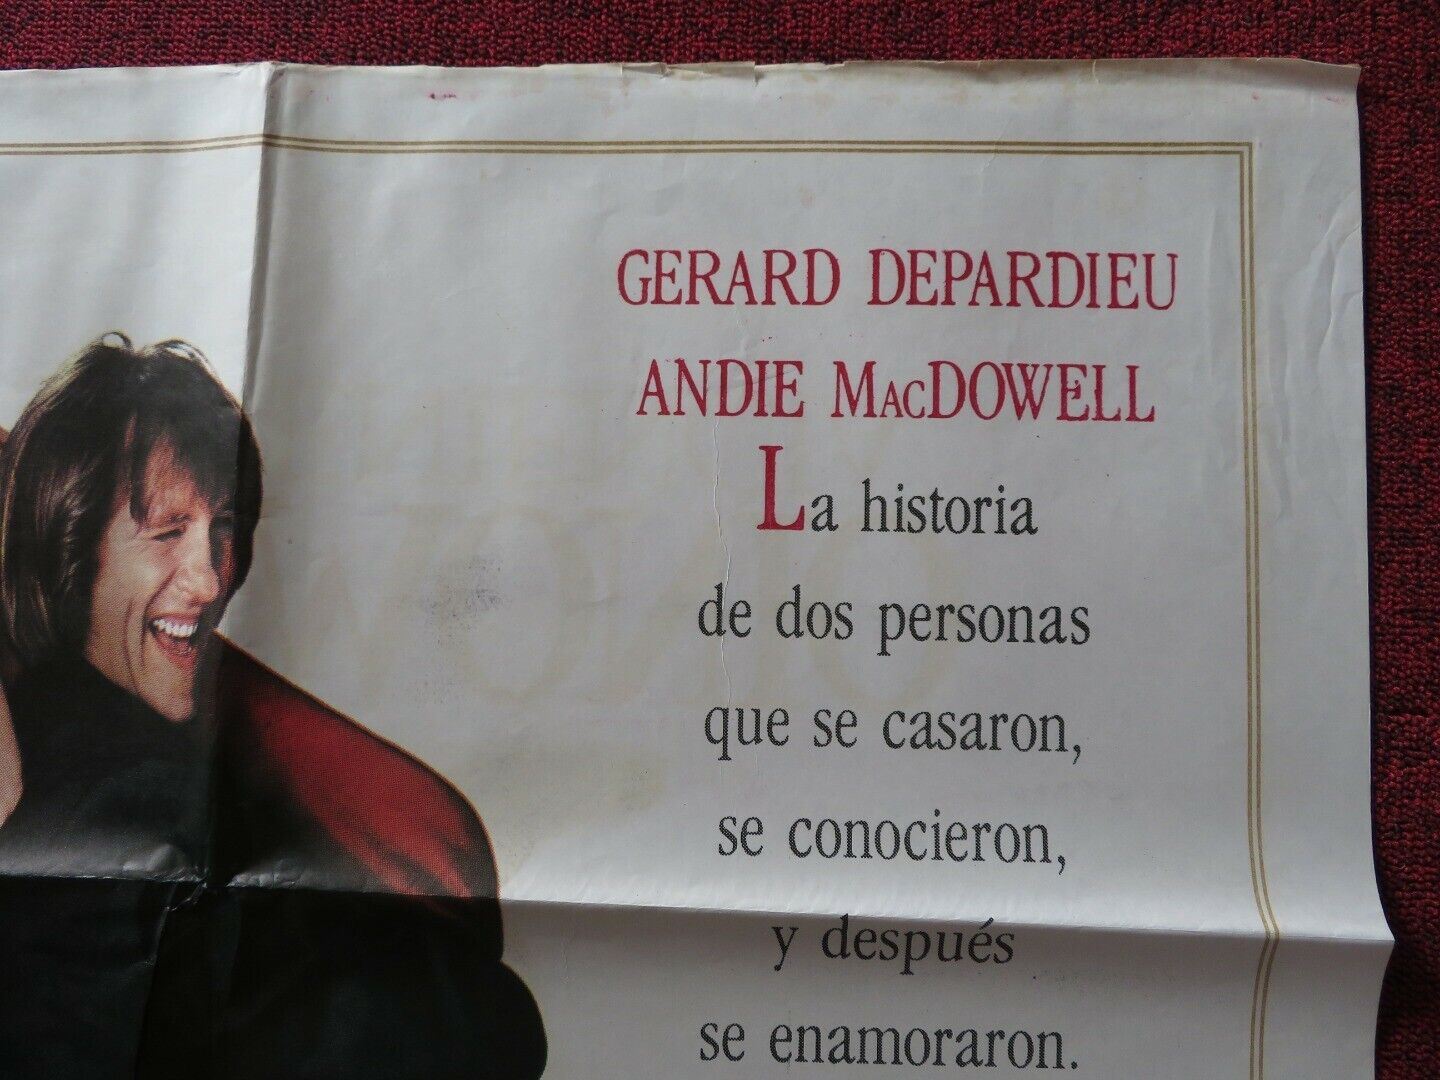 GERARD DEPARDIEU
ANDIE MACDOWELL
La historia
de dos personas
que se casaron,
se conocieron,
y después
se enamoraron.